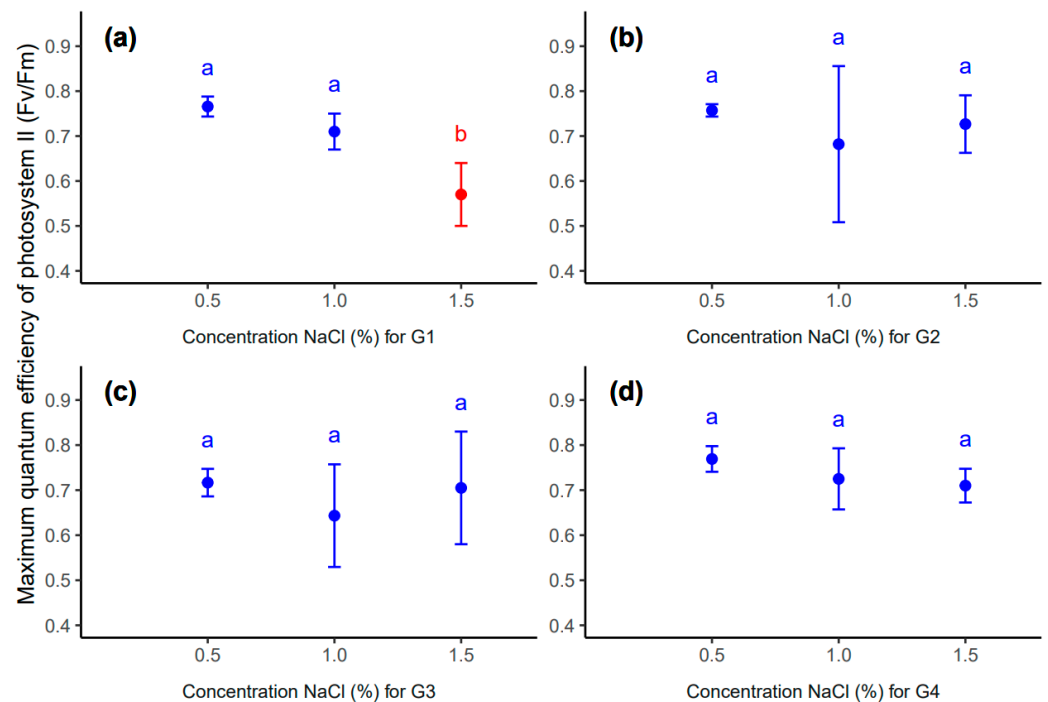 Maximum quantum efficiency of photosystem II (Fv/Fm)
(a)
a
a
b
0.9
0.8
0.7
0.6
0.5
0.4
0.5 1.0 1.5
Concentration NaCl (%) for G1
(b)
a
a
a
0.9
0.8
0.7
0.6
0.5
0.4
0.5 1.0 1.5
Concentration NaCl (%) for G2
(c)
a
a
a
0.9
0.8
0.7
0.6
0.5
0.4
0.5 1.0 1.5
Concentration NaCl (%) for G3
(d)
a
a
a
0.9
0.8
0.7
0.6
0.5
0.4
0.5 1.0 1.5
Concentration NaCl (%) for G4